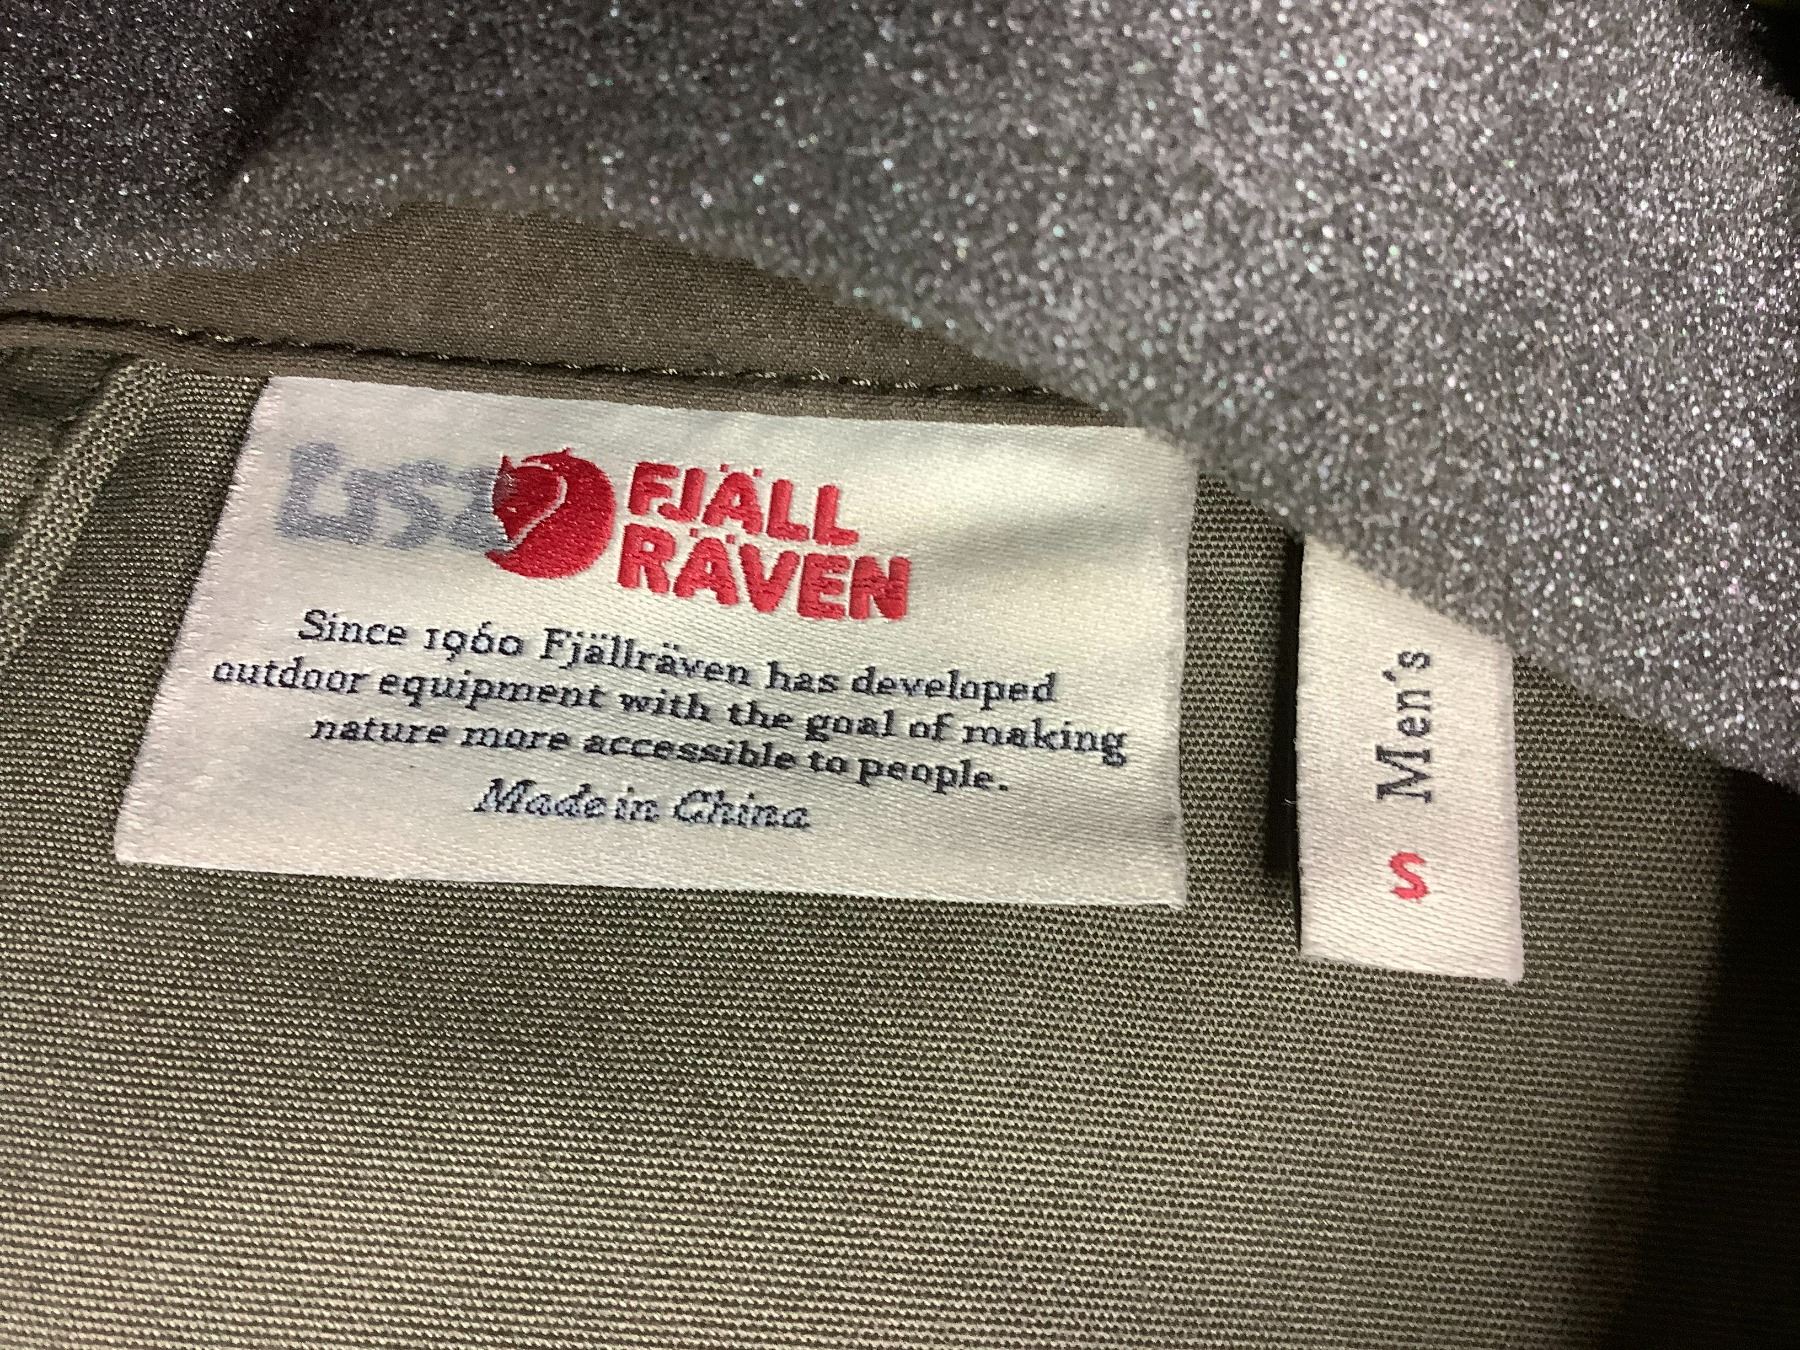 FJÄLL
RÄVEN
Since 1960 Fjällräven has developed
outdoor equipment with the goal of making
nature more accessible to people.
Made in China
Men's
S